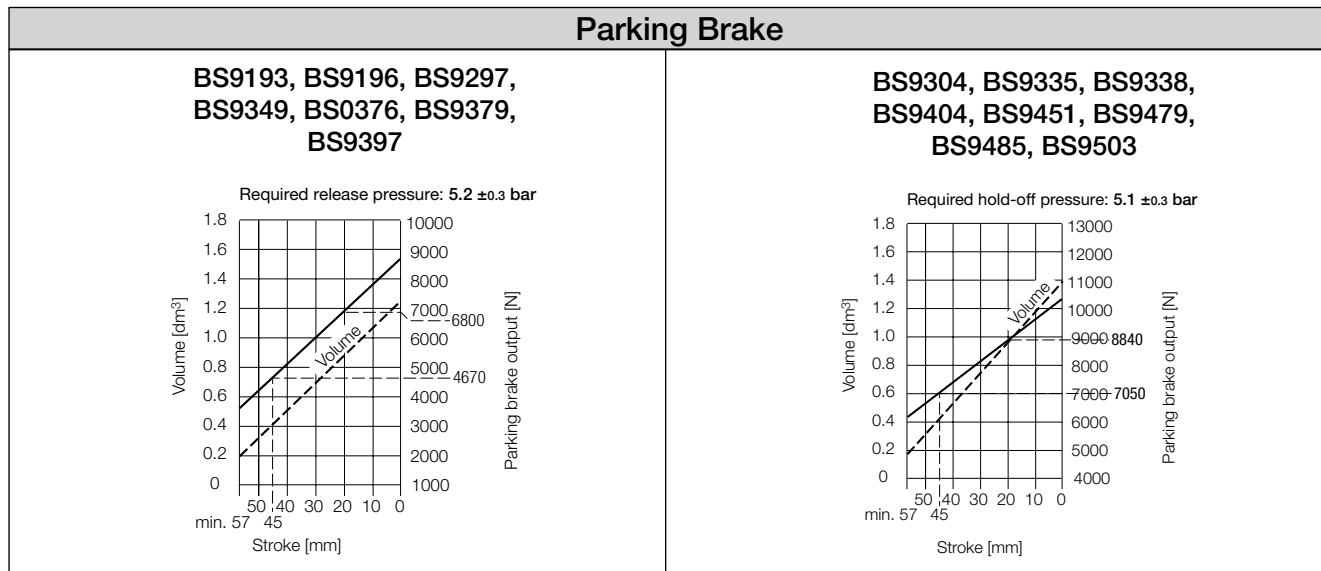 Parking Brake
BS9193, BS9196, BS9297,
BS9349, BS0376, BS9379,
BS9397
Required release pressure: 5.2 ±0.3 bar
1.8
1.6
1.4
1.2
1.0
0.8
0.6
0.4
0.2
0
Volume [dm³]
Volume
10000
9000
8000
7000
6800
6000
5000
4670
4000
3000
2000
1000
Parking brake output [N]
50 40 30 20 10 0
min. 57 45
Stroke [mm]
BS9304, BS9335, BS9338,
BS9404, BS9451, BS9479,
BS9485, BS9503
Required hold-off pressure: 5.1 ±0.3 bar
1.8
1.6
1.4
1.2
1.0
0.8
0.6
0.4
0.2
0
Volume [dm³]
Volume
13000
12000
11000
10000
9000 8840
8000
7000 7050
6000
5000
4000
Parking brake output [N]
50 40 30 20 10 0
min. 57 45
Stroke [mm]